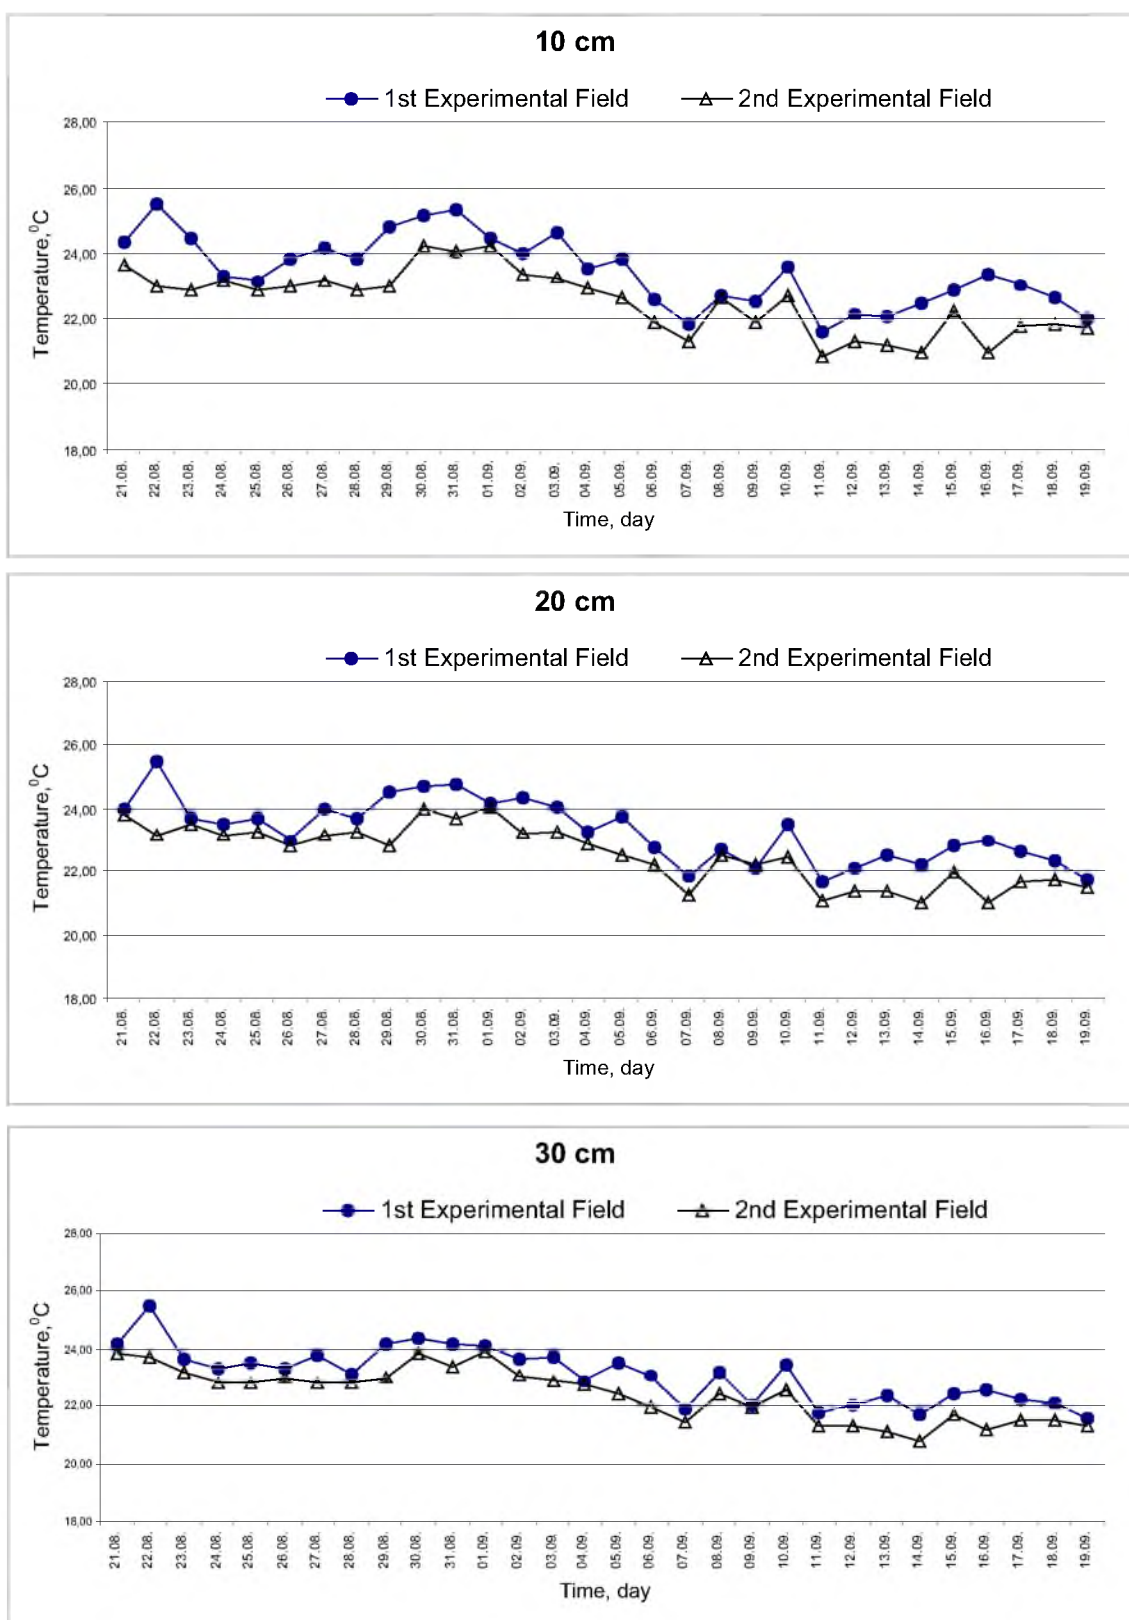 10 cm
1st Experimental Field 2nd Experimental Field
Temperature,⁰C
28,00
26,00
24,00
22,00
20,00
18,00
21.08. 22.08. 23.08. 24.08. 25.08. 26.08. 27.08. 28.08. 29.08. 30.08. 31.08. 01.09. 02.09. 03.09. 04.09. 05.09. 06.09. 07.09. 08.09. 09.09. 10.09. 11.09. 12.09. 13.09. 14.09. 15.09. 16.09. 17.09. 18.09. 19.09.
Time, day
20 cm
1st Experimental Field 2nd Experimental Field
Temperature,⁰C
28,00
26,00
24,00
22,00
20,00
18,00
21.08. 22.08. 23.08. 24.08. 25.08. 26.08. 27.08. 28.08. 29.08. 30.08. 31.08. 01.09. 02.09. 03.09. 04.09. 05.09. 06.09. 07.09. 08.09. 09.09. 10.09. 11.09. 12.09. 13.09. 14.09. 15.09. 16.09. 17.09. 18.09. 19.09.
Time, day
30 cm
1st Experimental Field 2nd Experimental Field
Temperature,⁰C
28,00
26,00
24,00
22,00
20,00
18,00
21.08. 22.08. 23.08. 24.08. 25.08. 26.08. 27.08. 28.08. 29.08. 30.08. 31.08. 01.09. 02.09. 03.09. 04.09. 05.09. 06.09. 07.09. 08.09. 09.09. 10.09. 11.09. 12.09. 13.09. 14.09. 15.09. 16.09. 17.09. 18.09. 19.09.
Time, day